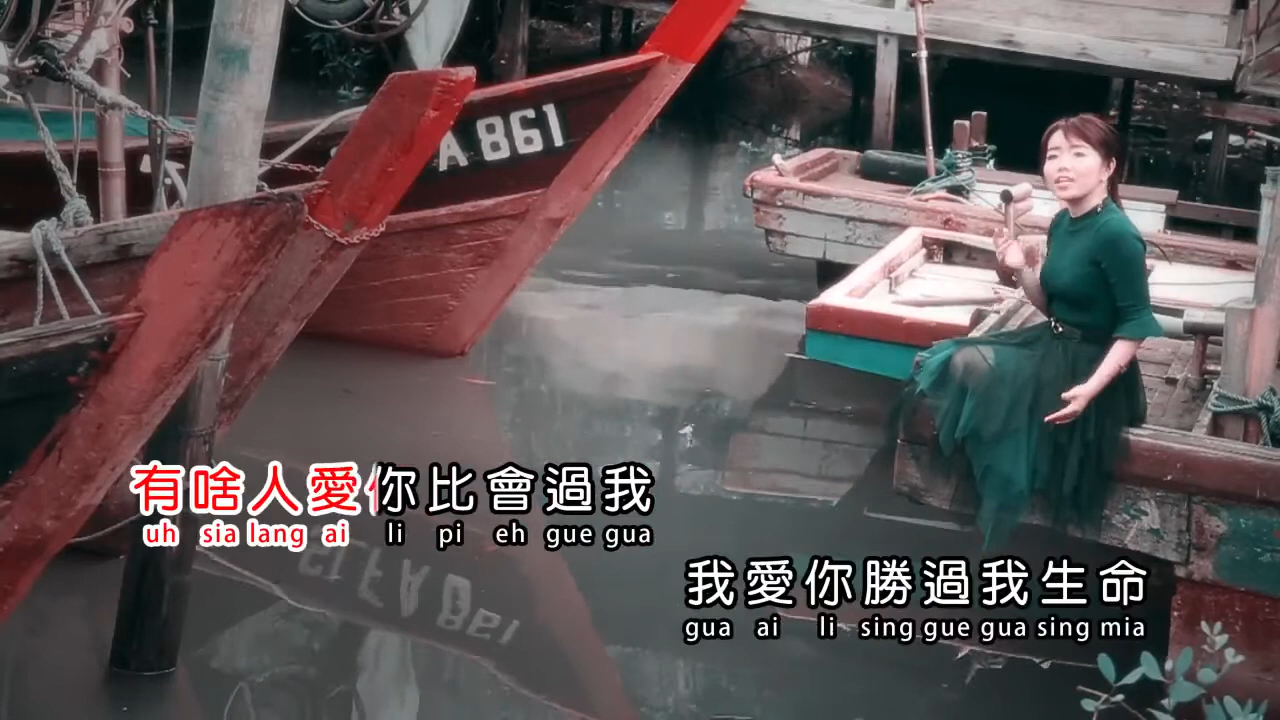 A 861
有啥人愛你比會過我
uh sia lang ai li pi eh gue gua
我愛你勝過我生命
gua ai li sing gue gua sing mia